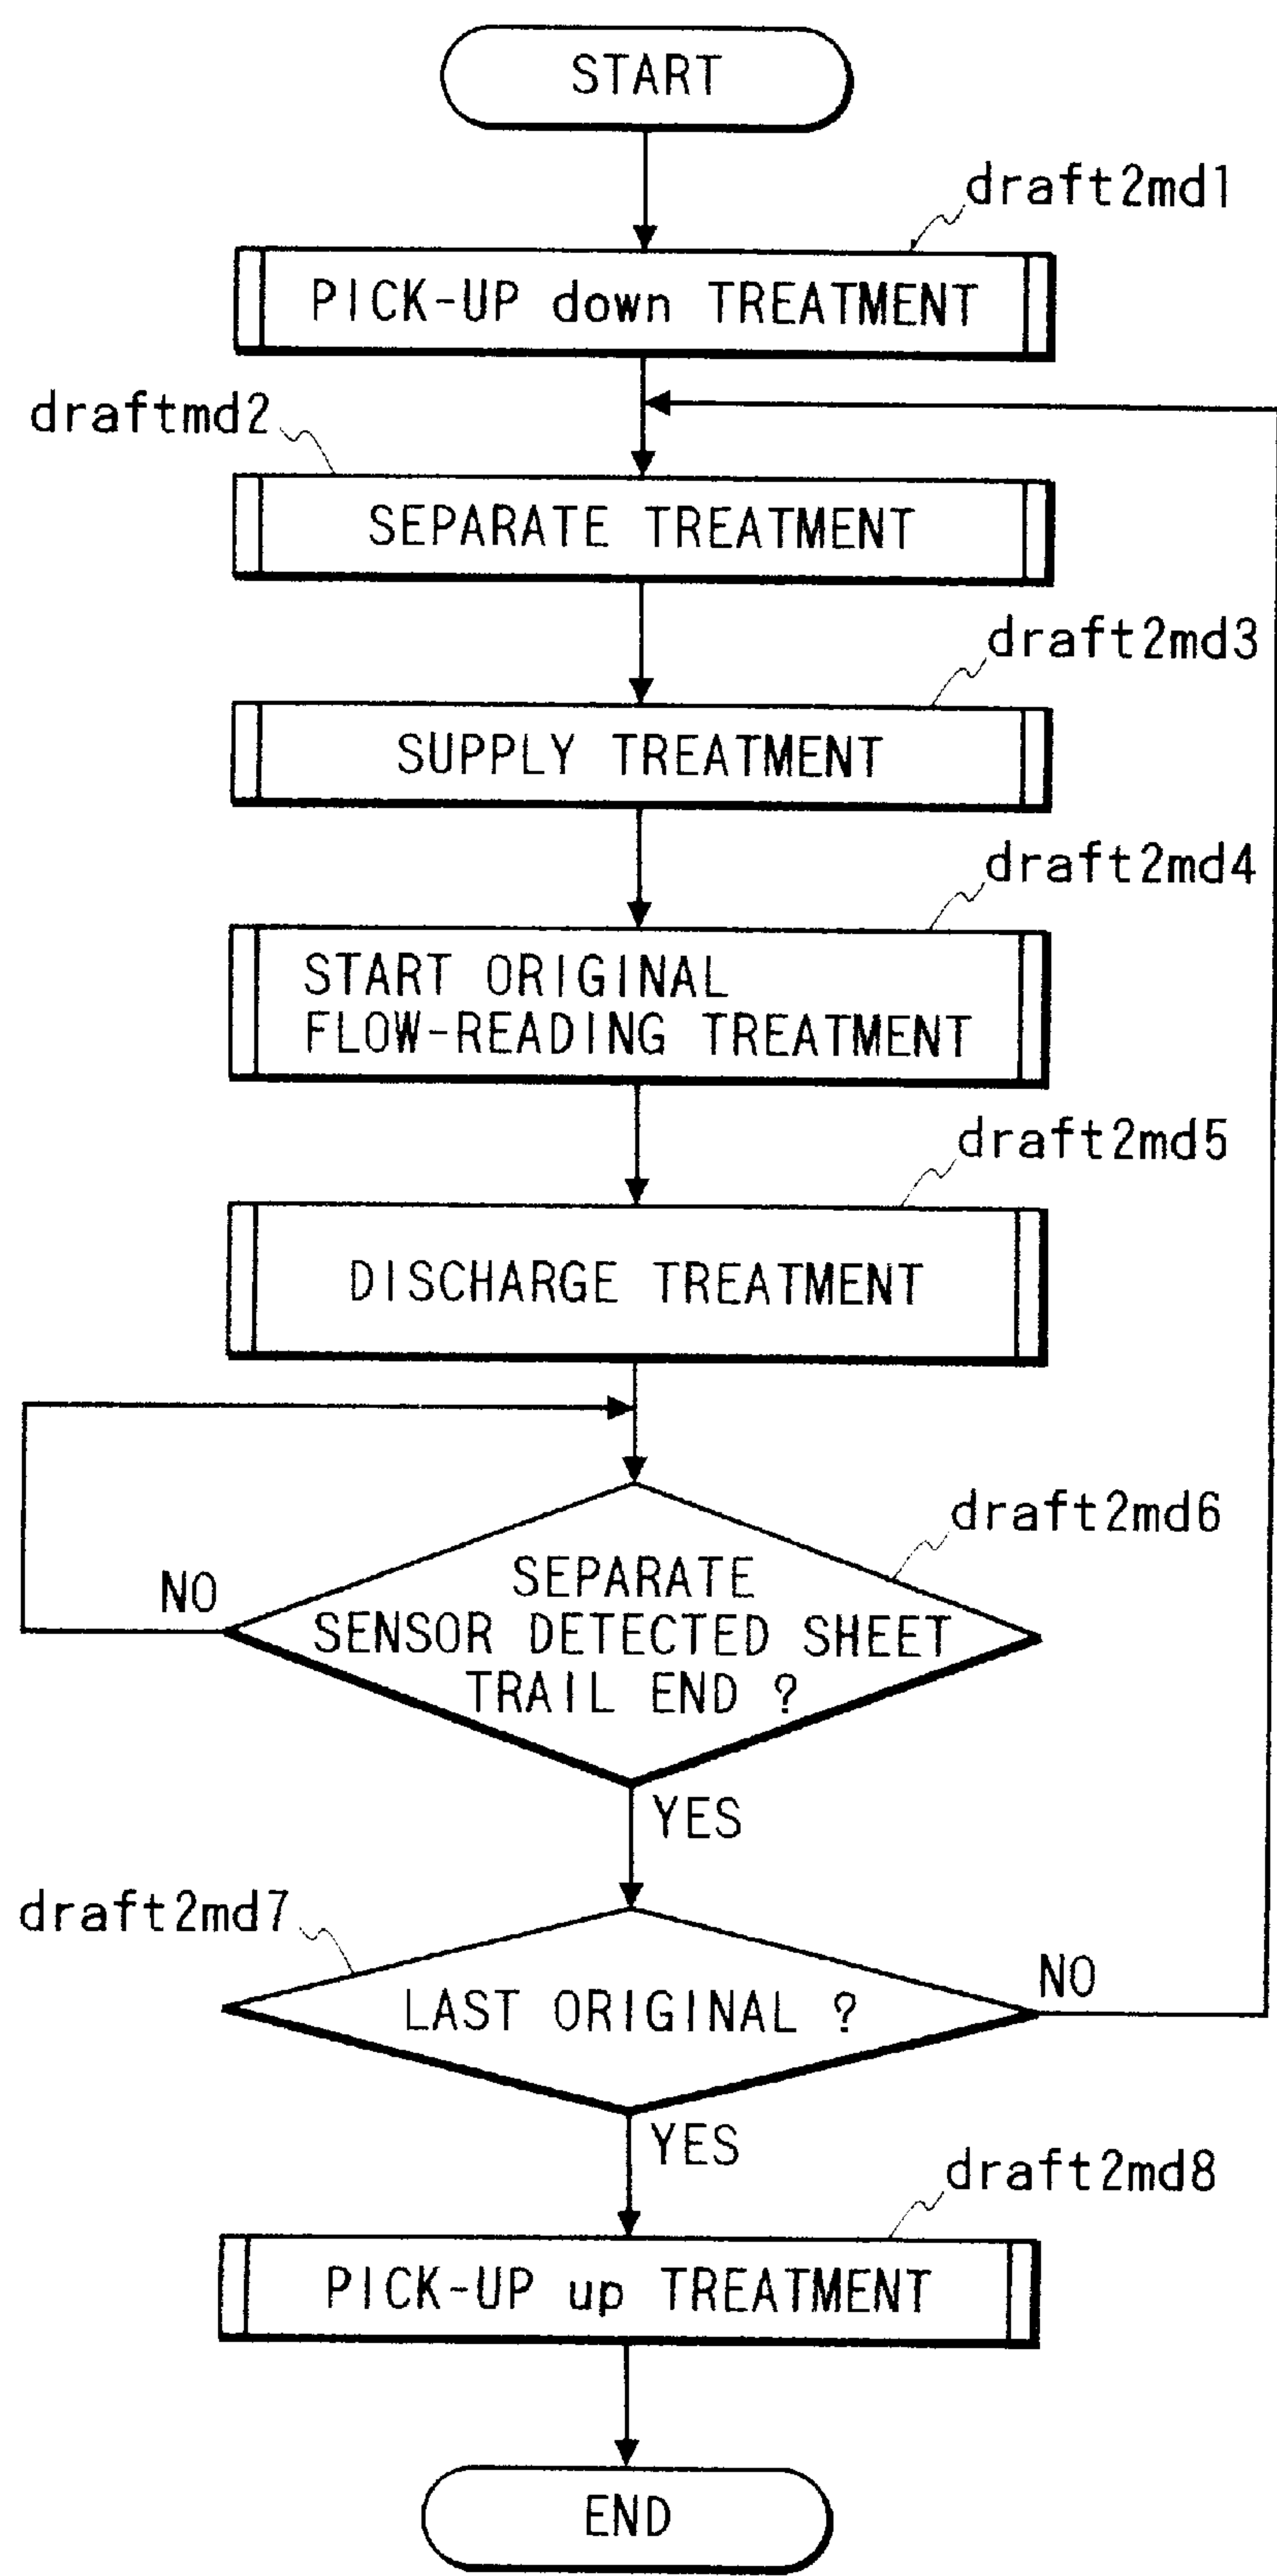 START
draft2md1
PICK-UP down TREATMENT
draftmd2
SEPARATE TREATMENT
draft2md3
SUPPLY TREATMENT
draft2md4
START ORIGINAL
FLOW-READING TREATMENT
draft2md5
DISCHARGE TREATMENT
draft2md6
NO
SEPARATE
SENSOR DETECTED SHEET
TRAIL END ?
YES
draft2md7
NO
LAST ORIGINAL ?
YES
draft2md8
PICK-UP up TREATMENT
END